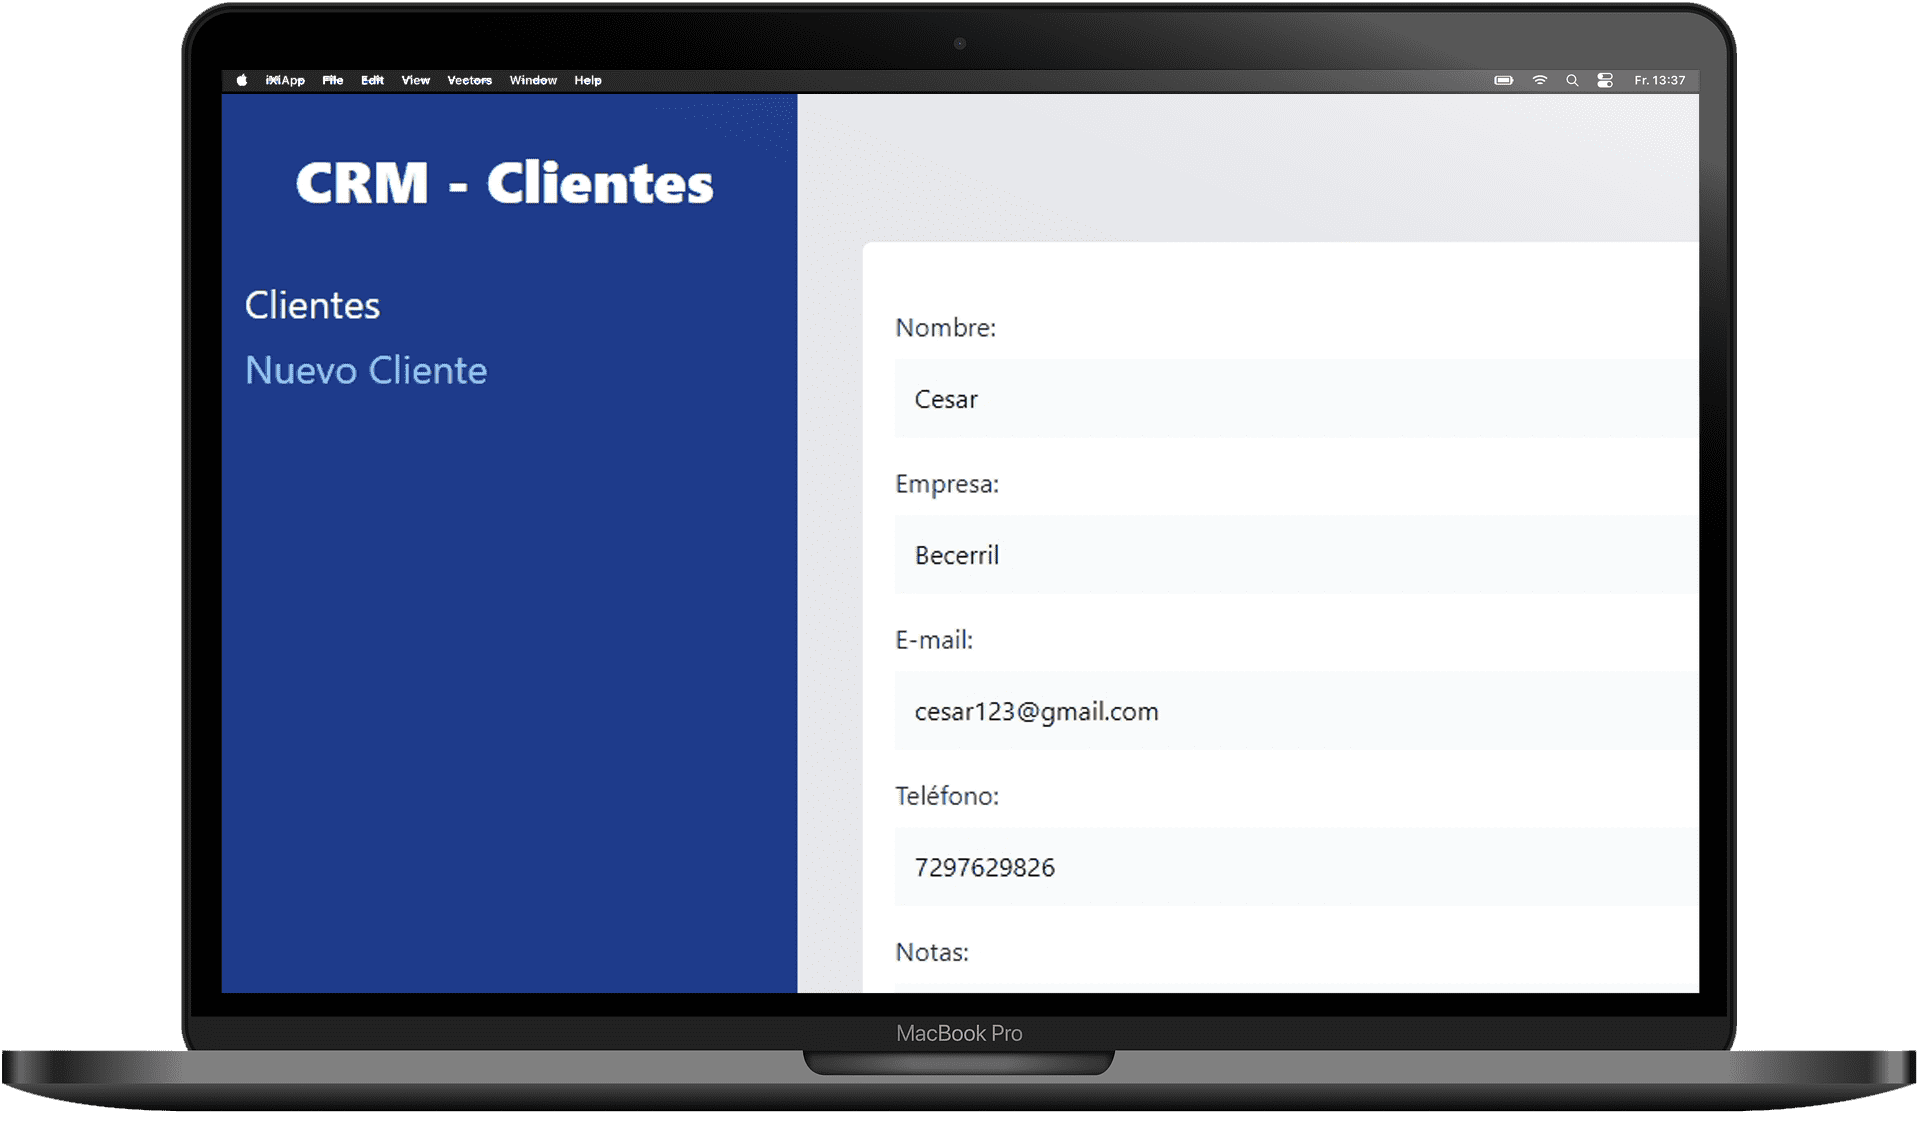 File Edit View Vectors Window Help
Fr. 13:37
CRM - Clientes
Clientes
Nuevo Cliente
Nombre:
Cesar
Empresa:
Becerril
E-mail:
cesar123@gmail.com
Teléfono:
7297629826
Notas:
MacBook Pro